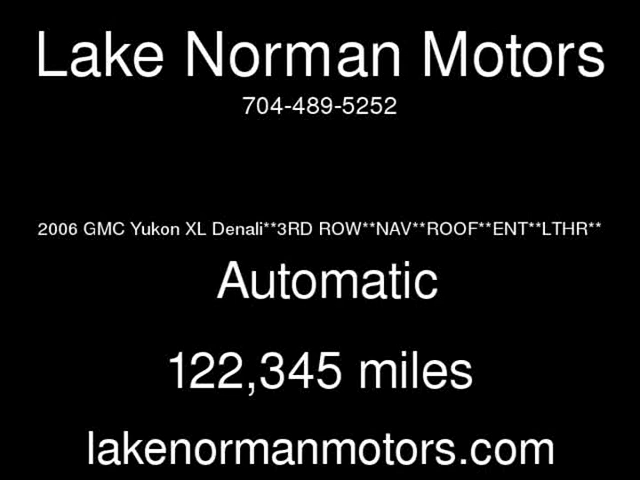 Lake Norman Motors
704-489-5252
2006 GMC Yukon XL Denali**3RD ROW**NAV**ROOF**ENT**LTHR**
Automatic
122,345 miles
lakenormanmotors.com